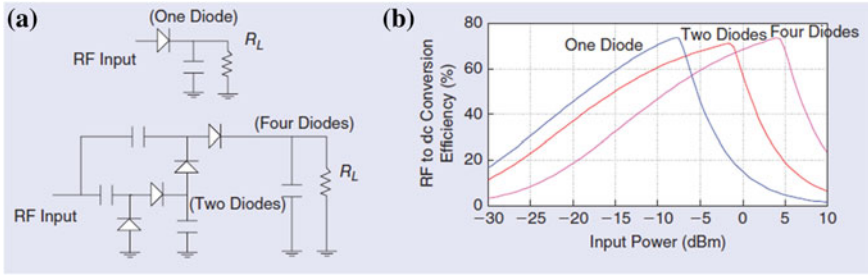 (a)
(One Diode)
RF Input
R_L
(Four Diodes)
R_L
(Two Diodes)
RF Input
(b)
80
60
40
20
0
RF to dc Conversion
Efficiency (%)
One Diode
Two Diodes
Four Diodes
−30 −25 −20 −15 −10 −5 0 5 10
Input Power (dBm)